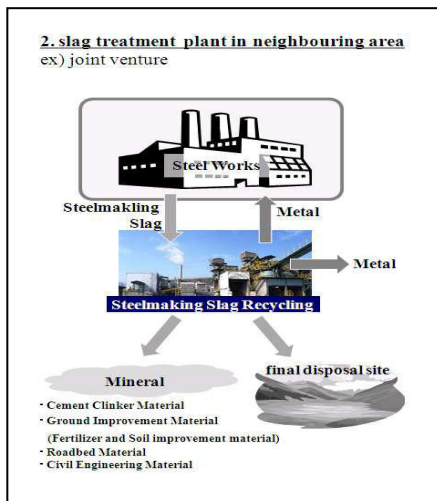 2. slag treatment plant in neighbouring area
ex) joint venture
Steel Works
Steelmakling
Slag
Metal
Metal
Steelmaking Slag Recycling
Mineral
final disposal site
- Cement Clinker Material
- Ground Improvement Material
(Fertilizer and Soil improvement material)
- Roadbed Material
- Civil Engineering Material